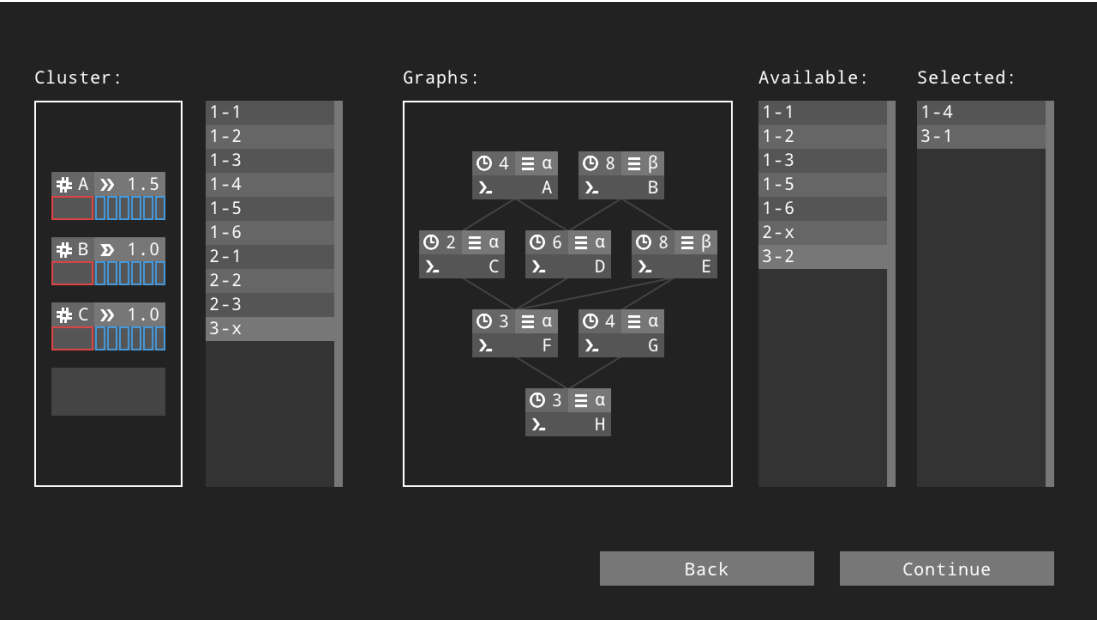 Cluster:
Graphs:
Available:
Selected:
# A » 1.5
# B 1.0
# C » 1.0
1-1
1-2
1-3
1-4
1-5
1-6
2-1
2-2
2-3
3-x
4 α
A
8 β
B
2 α
C
6 α
D
8 β
E
3 α
F
4 α
G
3 α
H
1-1
1-2
1-3
1-5
1-6
2-x
3-2
1-4
3-1
Back
Continue